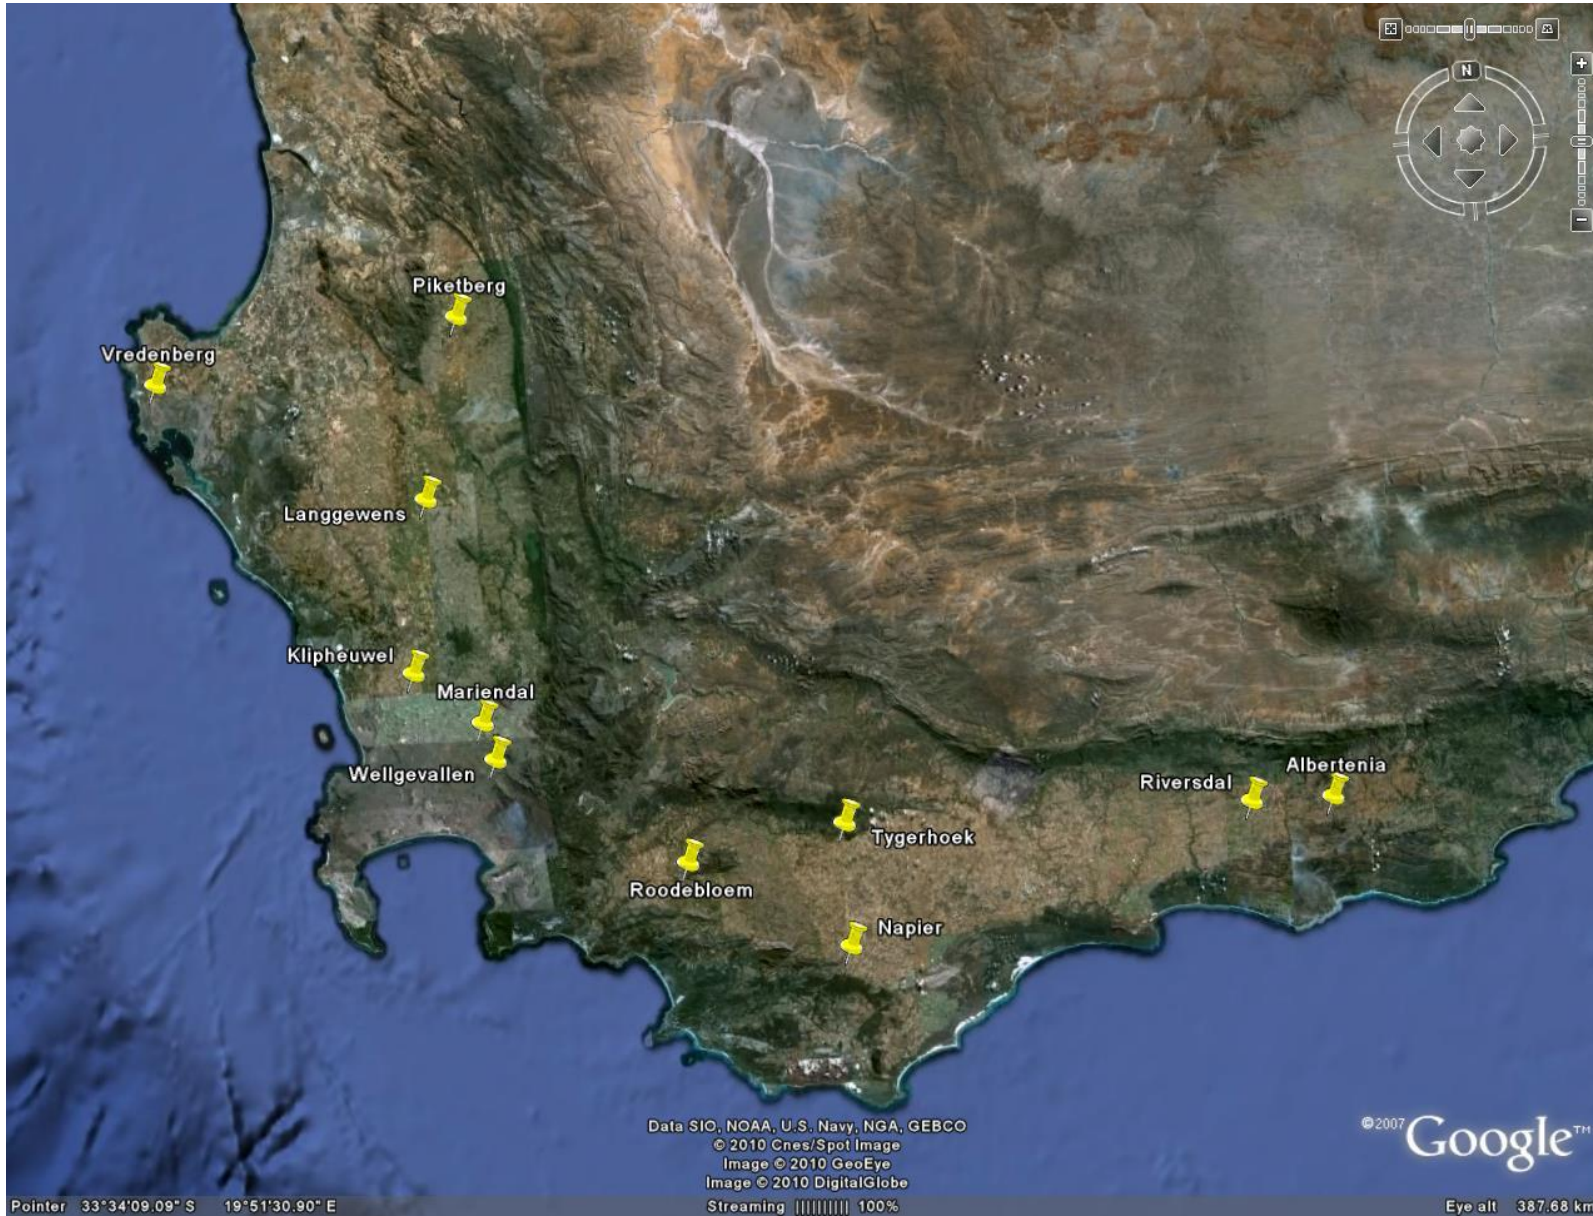 N
Piketberg
Vredenberg
Langgewens
Klipheuwel
Mariendal
Wellgevallen
Albertenia
Riversdal
Tygerhoek
Roodebloem
Napier
Data SIO, NOAA, U.S. Navy, NGA, GEBCO
© 2010 Cnes/Spot Image
Image © 2010 GeoEye
Image © 2010 DigitalGlobe
©2007 Google™
Pointer 33°34'09.09" S 19°51'30.90" E Streaming |||||||||| 100% Eye alt 387.68 km